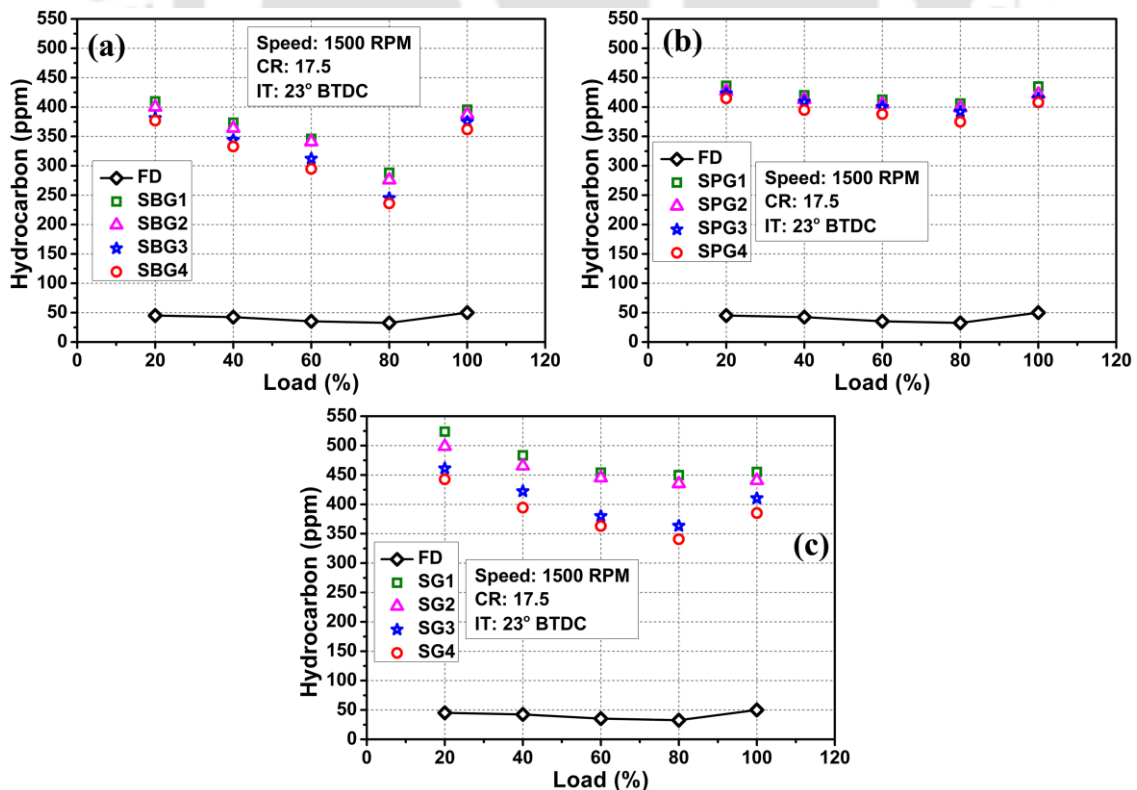 (a)
Speed: 1500 RPM
CR: 17.5
IT: 23° BTDC
Hydrocarbon (ppm)
550
500
450
400
350
300
250
200
150
100
50
0
FD
SBG1
SBG2
SBG3
SBG4
0 20 40 60 80 100 120
Load (%)
(b)
Hydrocarbon (ppm)
550
500
450
400
350
300
250
200
150
100
50
0
FD
SPG1
SPG2
SPG3
SPG4
Speed: 1500 RPM
CR: 17.5
IT: 23° BTDC
0 20 40 60 80 100 120
Load (%)
Hydrocarbon (ppm)
550
500
450
400
350
300
250
200
150
100
50
0
(c)
FD
SG1
SG2
SG3
SG4
Speed: 1500 RPM
CR: 17.5
IT: 23° BTDC
0 20 40 60 80 100 120
Load (%)